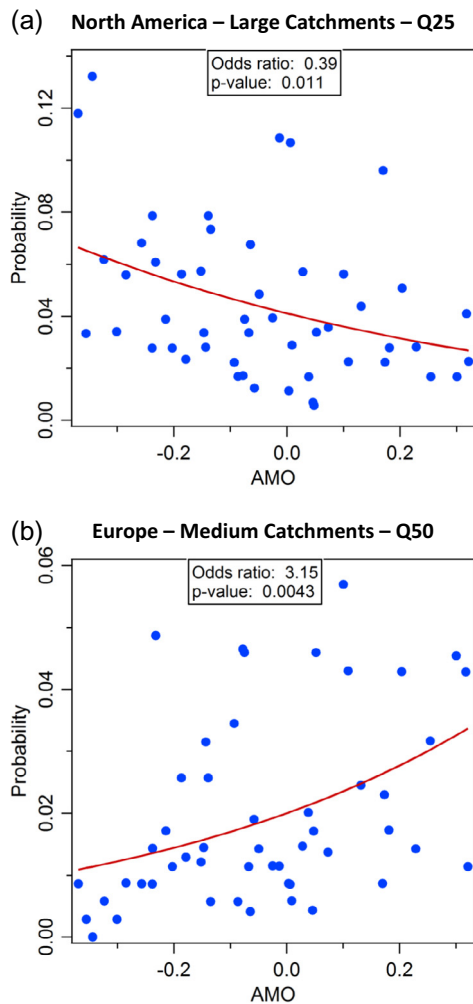 (a) North America – Large Catchments – Q25
Odds ratio: 0.39
p-value: 0.011
Probability
0.12
0.08
0.04
0.00
-0.2 0.0 0.2
AMO
(b) Europe – Medium Catchments – Q50
Odds ratio: 3.15
p-value: 0.0043
Probability
0.06
0.04
0.02
0.00
-0.2 0.0 0.2
AMO